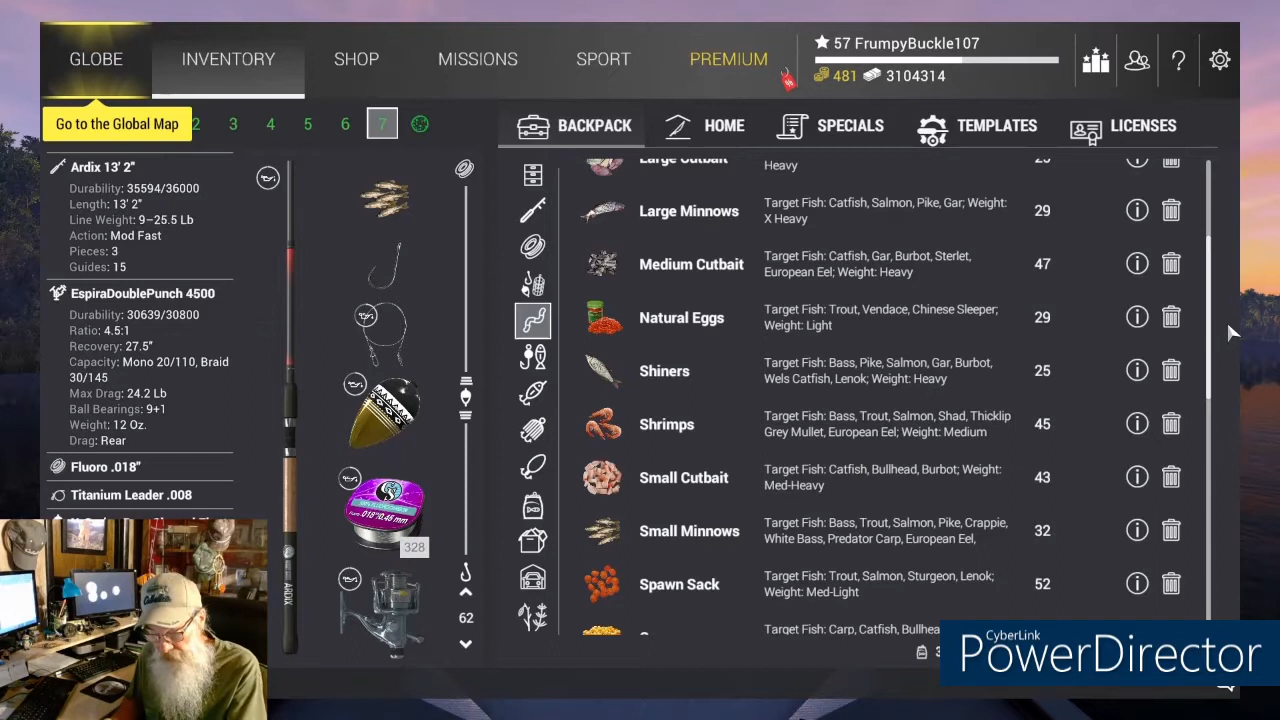 GLOBE
INVENTORY
SHOP
MISSIONS
SPORT
PREMIUM
57 FrumpyBuckle107
481 3104314
Go to the Global Map
2 3 4 5 6 7
BACKPACK
HOME
SPECIALS
TEMPLATES
LICENSES
Ardix 13' 2"
Durability: 35594/36000
Length: 13' 2"
Line Weight: 9–25.5 Lb
Action: Mod Fast
Pieces: 3
Guides: 15
EspiraDoublePunch 4500
Durability: 30639/30800
Ratio: 4.5:1
Recovery: 27.5"
Capacity: Mono 20/110, Braid
30/145
Max Drag: 24.2 Lb
Ball Bearings: 9+1
Weight: 12 Oz.
Drag: Rear
Fluoro .018"
Titanium Leader .008
ARDIX
.018"/0.45 mm
328
62
Large Cutbait
Heavy
Large Minnows
Target Fish: Catfish, Salmon, Pike, Gar; Weight:
X Heavy
29
Medium Cutbait
Target Fish: Catfish, Gar, Burbot, Sterlet,
European Eel; Weight: Heavy
47
Natural Eggs
Target Fish: Trout, Vendace, Chinese Sleeper;
Weight: Light
29
Shiners
Target Fish: Bass, Pike, Salmon, Gar, Burbot,
Wels Catfish, Lenok; Weight: Heavy
25
Shrimps
Target Fish: Bass, Trout, Salmon, Shad, Thicklip
Grey Mullet, European Eel; Weight: Medium
45
Small Cutbait
Target Fish: Catfish, Bullhead, Burbot; Weight:
Med-Heavy
43
Small Minnows
Target Fish: Bass, Trout, Salmon, Pike, Crappie,
White Bass, Predator Carp, European Eel,
32
Spawn Sack
Target Fish: Trout, Salmon, Sturgeon, Lenok;
Weight: Med-Light
52
Target Fish: Carp, Catfish,
CyberLink
PowerDirector